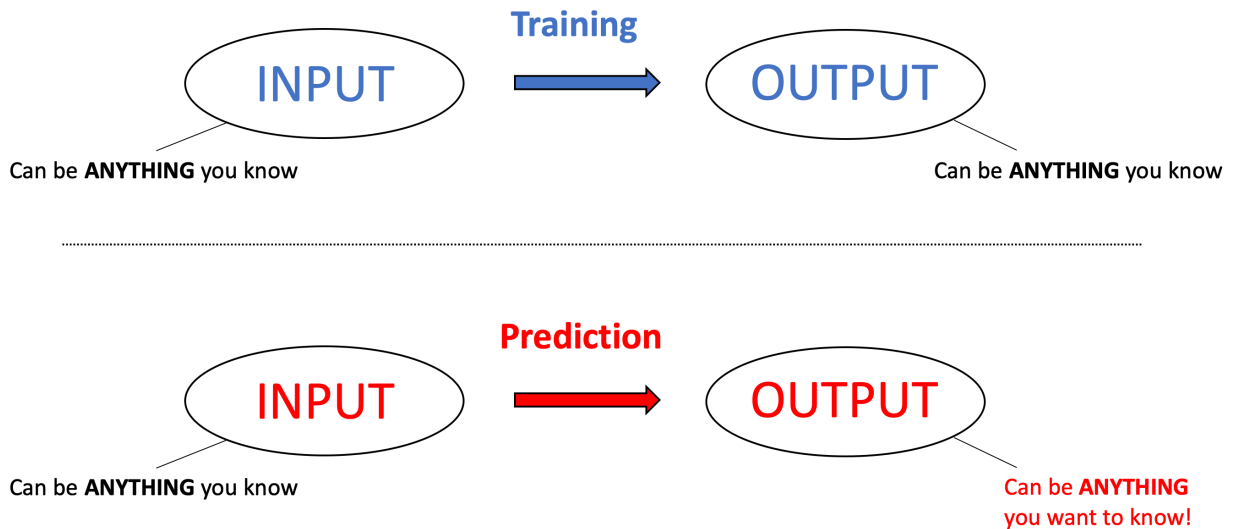 Training
INPUT
OUTPUT
Can be ANYTHING you know
Can be ANYTHING you know
Prediction
INPUT
OUTPUT
Can be ANYTHING you know
Can be ANYTHING
you want to know!